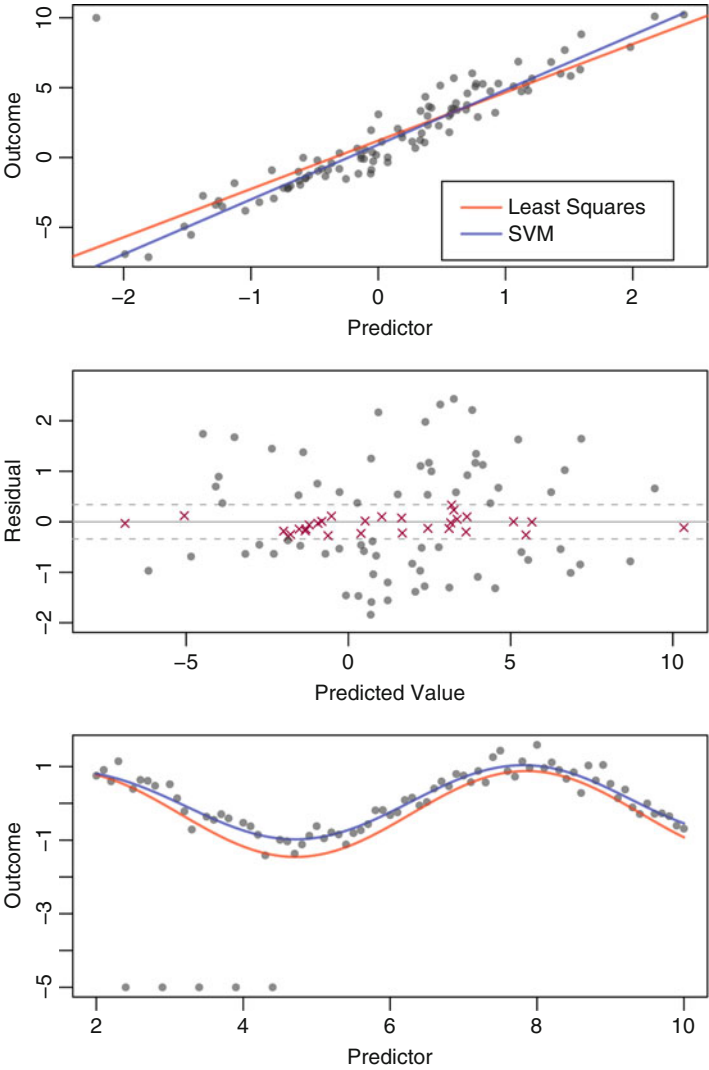 10
5
0
−5
Outcome
Least Squares
SVM
−2 −1 0 1 2
Predictor
2
1
0
−1
−2
Residual
−5 0 5 10
Predicted Value
1
−1
−3
−5
Outcome
2 4 6 8 10
Predictor